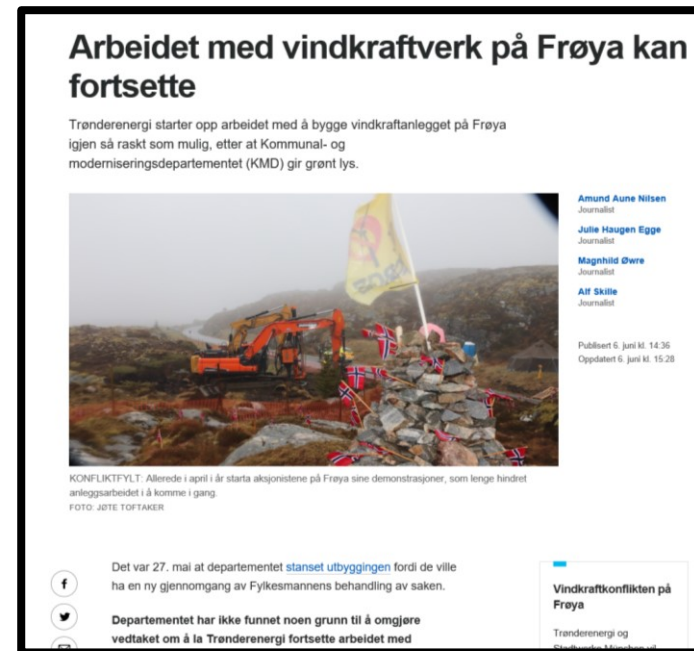 Arbeidet med vindkraftverk på Frøya kan
fortsette
Trønderenergi starter opp arbeidet med å bygge vindkraftanlegget på Frøya
igjen så raskt som mulig, etter at Kommunal- og
moderniseringsdepartementet (KMD) gir grønt lys.
Amund Aune Nilsen
Journalist
Julie Haugen Egge
Journalist
Magnhild Øwre
Journalist
Alf Skille
Journalist
Publisert 6. juni kl. 14:36
Oppdatert 6. juni kl. 15:28
KONFLIKTFYLT: Allerede i april i år starta aksjonistene på Frøya sine demonstrasjoner, som lenge hindret
anleggsarbeidet i å komme i gang.
FOTO: JØTE TOFTAKER
Det var 27. mai at departementet stanset utbyggingen fordi de ville
ha en ny gjennomgang av Fylkesmannens behandling av saken.
Departementet har ikke funnet noen grunn til å omgjøre
vedtaket om å la Trønderenergi fortsette arbeidet med
Vindkraftkonflikten på
Frøya
Trønderenergi og